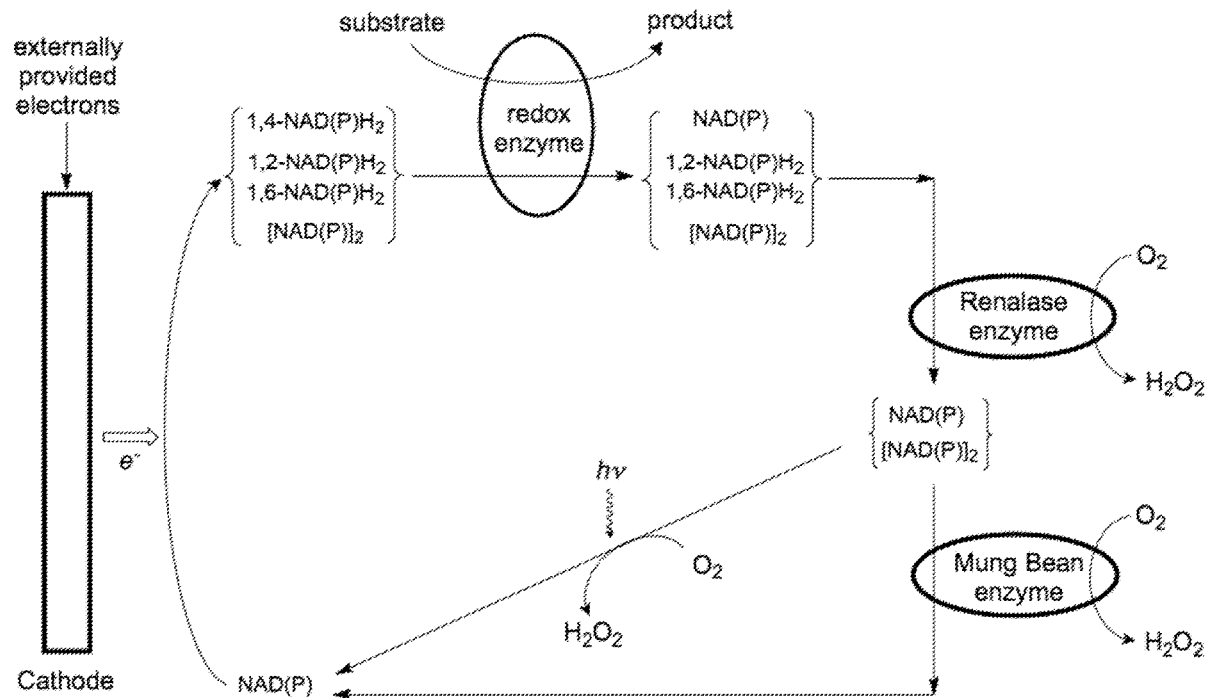 externally
provided
electrons
substrate
product
1,4-NAD(P)H₂
1,2-NAD(P)H₂
1,6-NAD(P)H₂
[NAD(P)]₂
redox
enzyme
NAD(P)
1,2-NAD(P)H₂
1,6-NAD(P)H₂
[NAD(P)]₂
O₂
Renalase
enzyme
H₂O₂
NAD(P)
[NAD(P)]₂
e⁻
hν
O₂
H₂O₂
O₂
Mung Bean
enzyme
H₂O₂
Cathode
NAD(P)